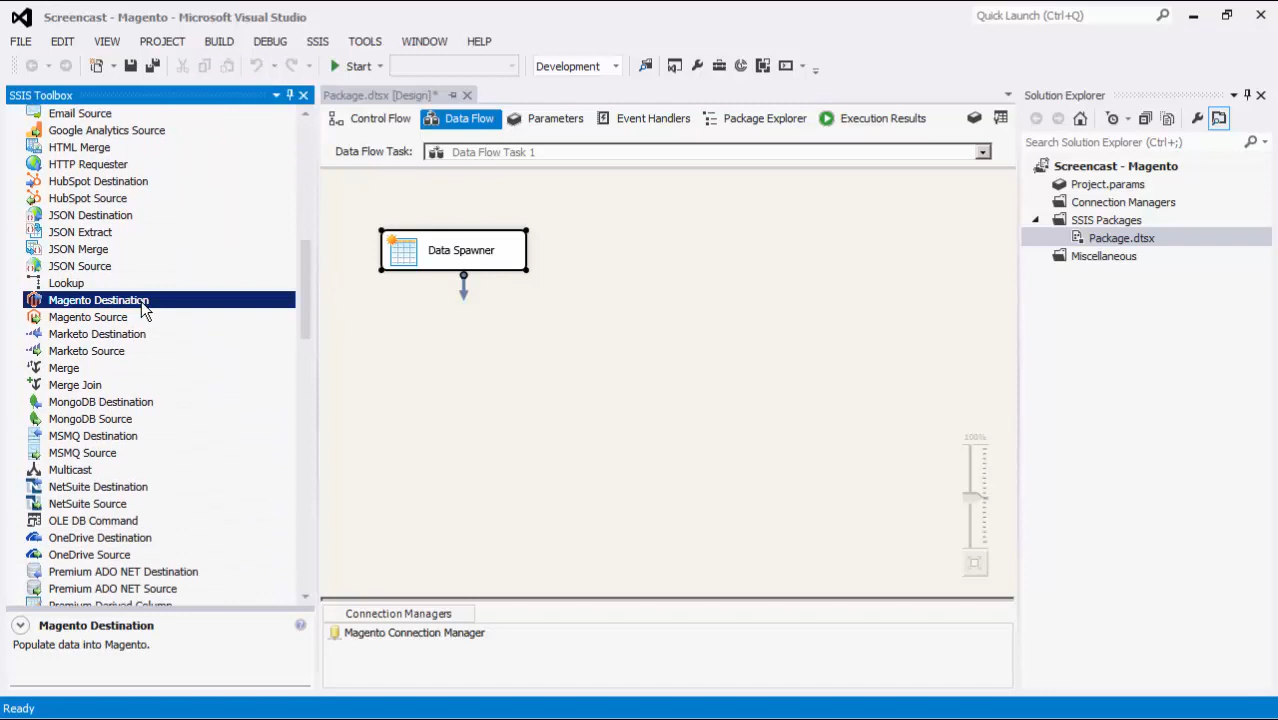 Screencast - Magento - Microsoft Visual Studio
Quick Launch (Ctrl+Q)
FILE EDIT VIEW PROJECT BUILD DEBUG SSIS TOOLS WINDOW HELP
Start Development
SSIS Toolbox
Email Source
Google Analytics Source
HTML Merge
HTTP Requester
HubSpot Destination
HubSpot Source
JSON Destination
JSON Extract
JSON Merge
JSON Source
Lookup
Magento Destination
Magento Source
Marketo Destination
Marketo Source
Merge
Merge Join
MongoDB Destination
MongoDB Source
MSMQ Destination
MSMQ Source
Multicast
NetSuite Destination
NetSuite Source
OLE DB Command
OneDrive Destination
OneDrive Source
Premium ADO NET Destination
Premium ADO NET Source
Premium Derived Column
Magento Destination
Populate data into Magento.
Package.dtsx [Design]*
Control Flow Data Flow Parameters Event Handlers Package Explorer Execution Results
Data Flow Task: Data Flow Task 1
Data Spawner
100%
Connection Managers
Magento Connection Manager
Solution Explorer
Search Solution Explorer (Ctrl+;)
Screencast - Magento
Project.params
Connection Managers
SSIS Packages
Package.dtsx
Miscellaneous
Ready